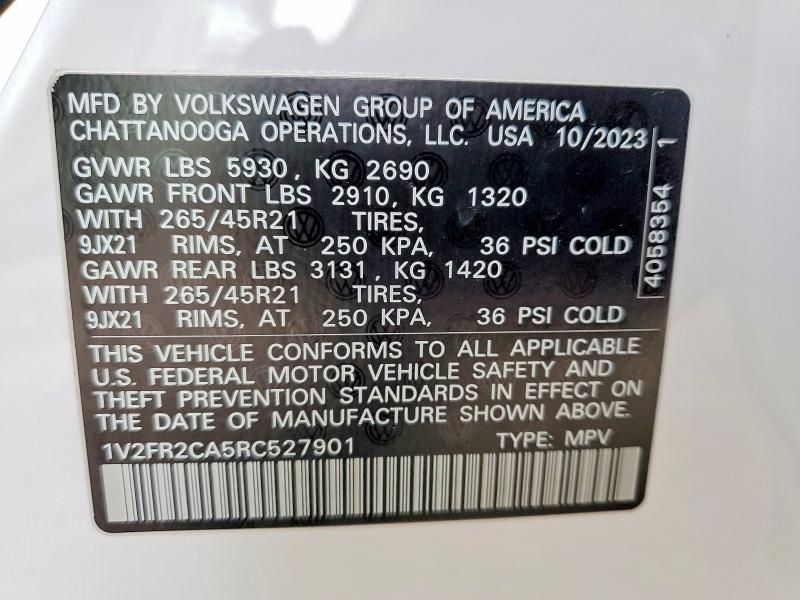 MFD BY VOLKSWAGEN GROUP OF AMERICA
CHATTANOOGA OPERATIONS, LLC. USA 10/2023
GVWR LBS 5930, KG 2690
GAWR FRONT LBS 2910, KG 1320
WITH 265/45R21 TIRES,
9JX21 RIMS, AT 250 KPA, 36 PSI COLD
GAWR REAR LBS 3131, KG 1420
WITH 265/45R21 TIRES,
9JX21 RIMS, AT 250 KPA, 36 PSI COLD
4058354 1
THIS VEHICLE CONFORMS TO ALL APPLICABLE
U.S. FEDERAL MOTOR VEHICLE SAFETY AND
THEFT PREVENTION STANDARDS IN EFFECT ON
THE DATE OF MANUFACTURE SHOWN ABOVE.
1V2FR2CA5RC527901 TYPE: MPV